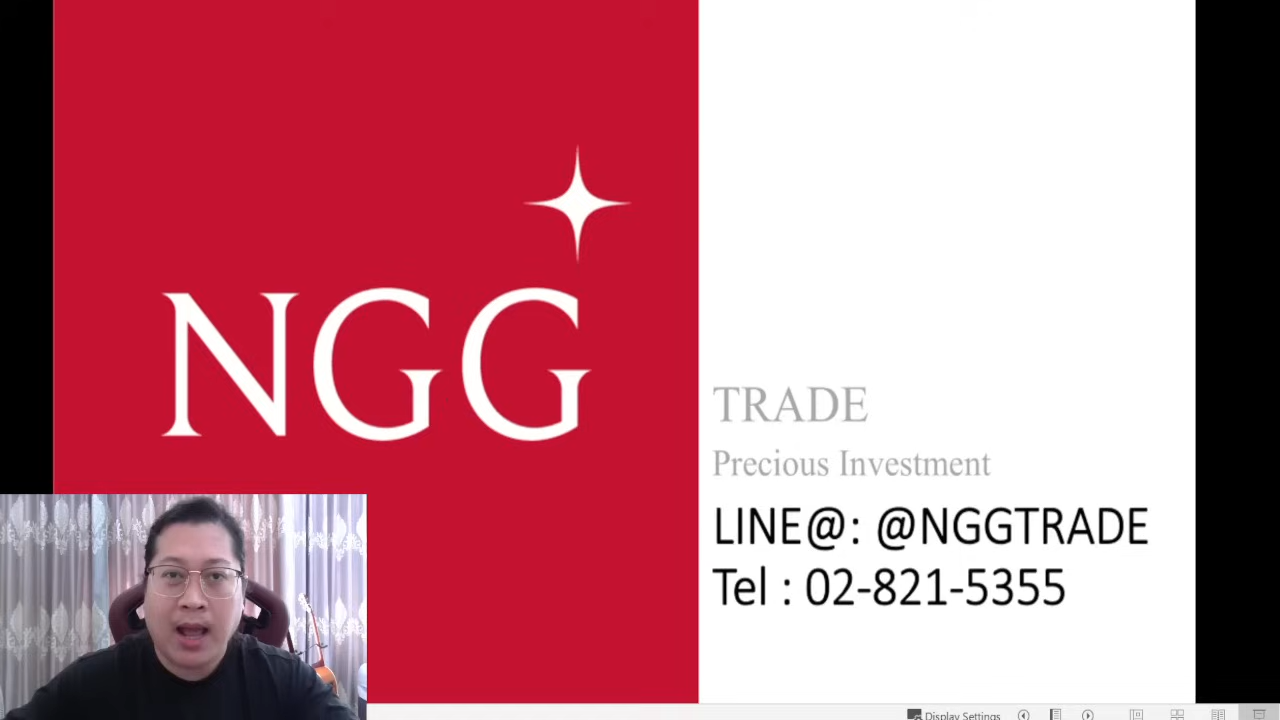 NGG
TRADE
Precious Investment
LINE@: @NGGTRADE
Tel : 02-821-5355
Display Settings